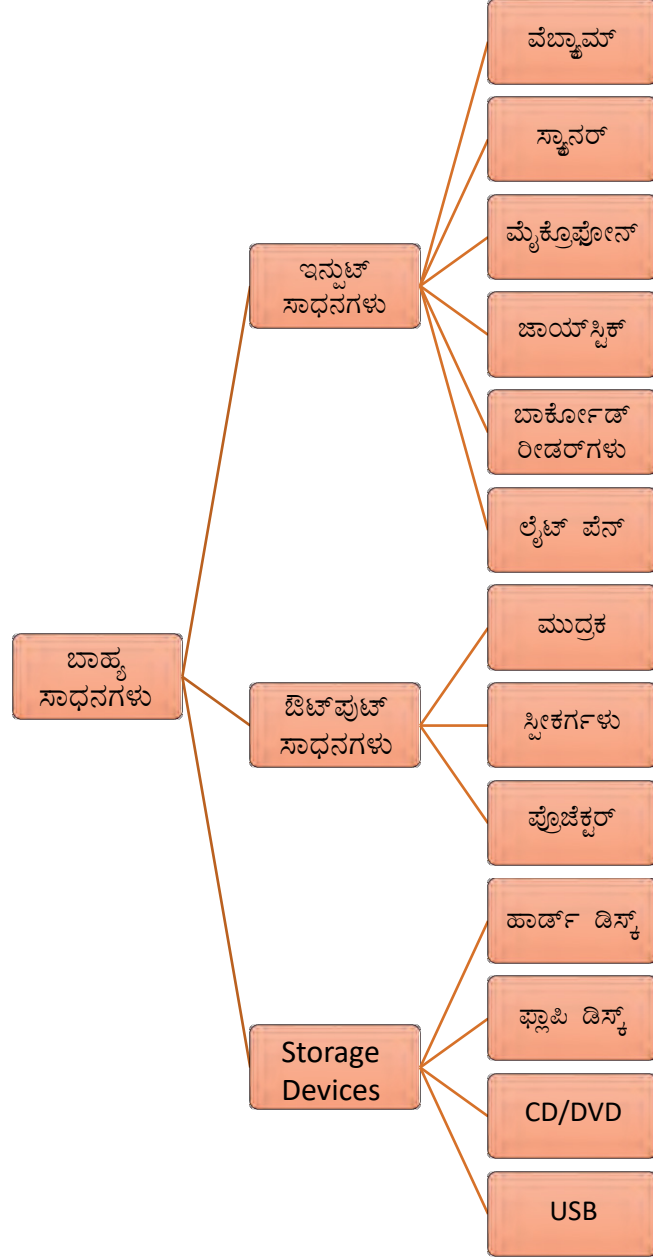 ವೆಬ್ಕ್ಯಾಮ್
ಸ್ಕ್ಯಾನರ್
ಮೈಕ್ರೊಫೋನ್
ಇನ್ಪುಟ್
ಸಾಧನಗಳು
ಜಾಯ್‌ಸ್ಟಿಕ್
ಬಾರ್ಕೋಡ್
ರೀಡರ್‌ಗಳು
ಲೈಟ್ ಪೆನ್
ಬಾಹ್ಯ
ಸಾಧನಗಳು
ಮುದ್ರಕ
ಔಟ್‌ಪುಟ್
ಸಾಧನಗಳು
ಸ್ಪೀಕರ್ಗಳು
ಪ್ರೊಜೆಕ್ಟರ್
ಹಾರ್ಡ್ ಡಿಸ್ಕ್
ಫ್ಲಾಪಿ ಡಿಸ್ಕ್
Storage
Devices
CD/DVD
USB